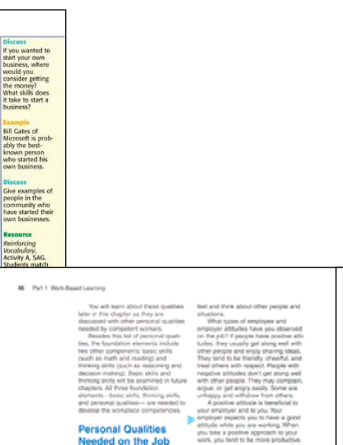 Discuss
If you wanted to
start your own
business, where
would you
consider getting
the money?
What skills does
it take to start a
business?
Example
Bill Gates of
Microsoft is prob-
ably the best-
known person
who started his
own business.
Discuss
Give examples of
people in the
community who
have started their
own businesses.
Resource
Reinforcing
Vocabulary,
Activity A, SAG.
Students match
46 Part 1 Work-Based Learning
You will learn about these qualities
later in the chapter as they are
discussed with other personal qualities
needed by competent workers.
Besides this list of personal quali-
ties, the foundation elements include
two other components: basic skills
(such as math and reading) and
thinking skills (such as reasoning and
decision making). Basic skills and
thinking skills will be examined in future
chapters. All three foundation
elements—basic skills, thinking skills,
and personal qualities—are needed to
develop the workplace competencies.
Personal Qualities
Needed on the Job
feel and think about other people and
situations.
What types of employee and
employer attitudes have you observed
on the job? If people have positive atti-
tudes, they usually get along well with
other people and enjoy sharing ideas.
They tend to be friendly, cheerful, and
treat others with respect. People with
negative attitudes don't get along well
with other people. They may complain,
argue, or get angry easily. Some are
unhappy and withdraw from others.
A positive attitude is beneficial to
your employer and to you. Your
employer expects you to have a good
attitude while you are working. When
you take a positive approach to your
work, you tend to be more productive.